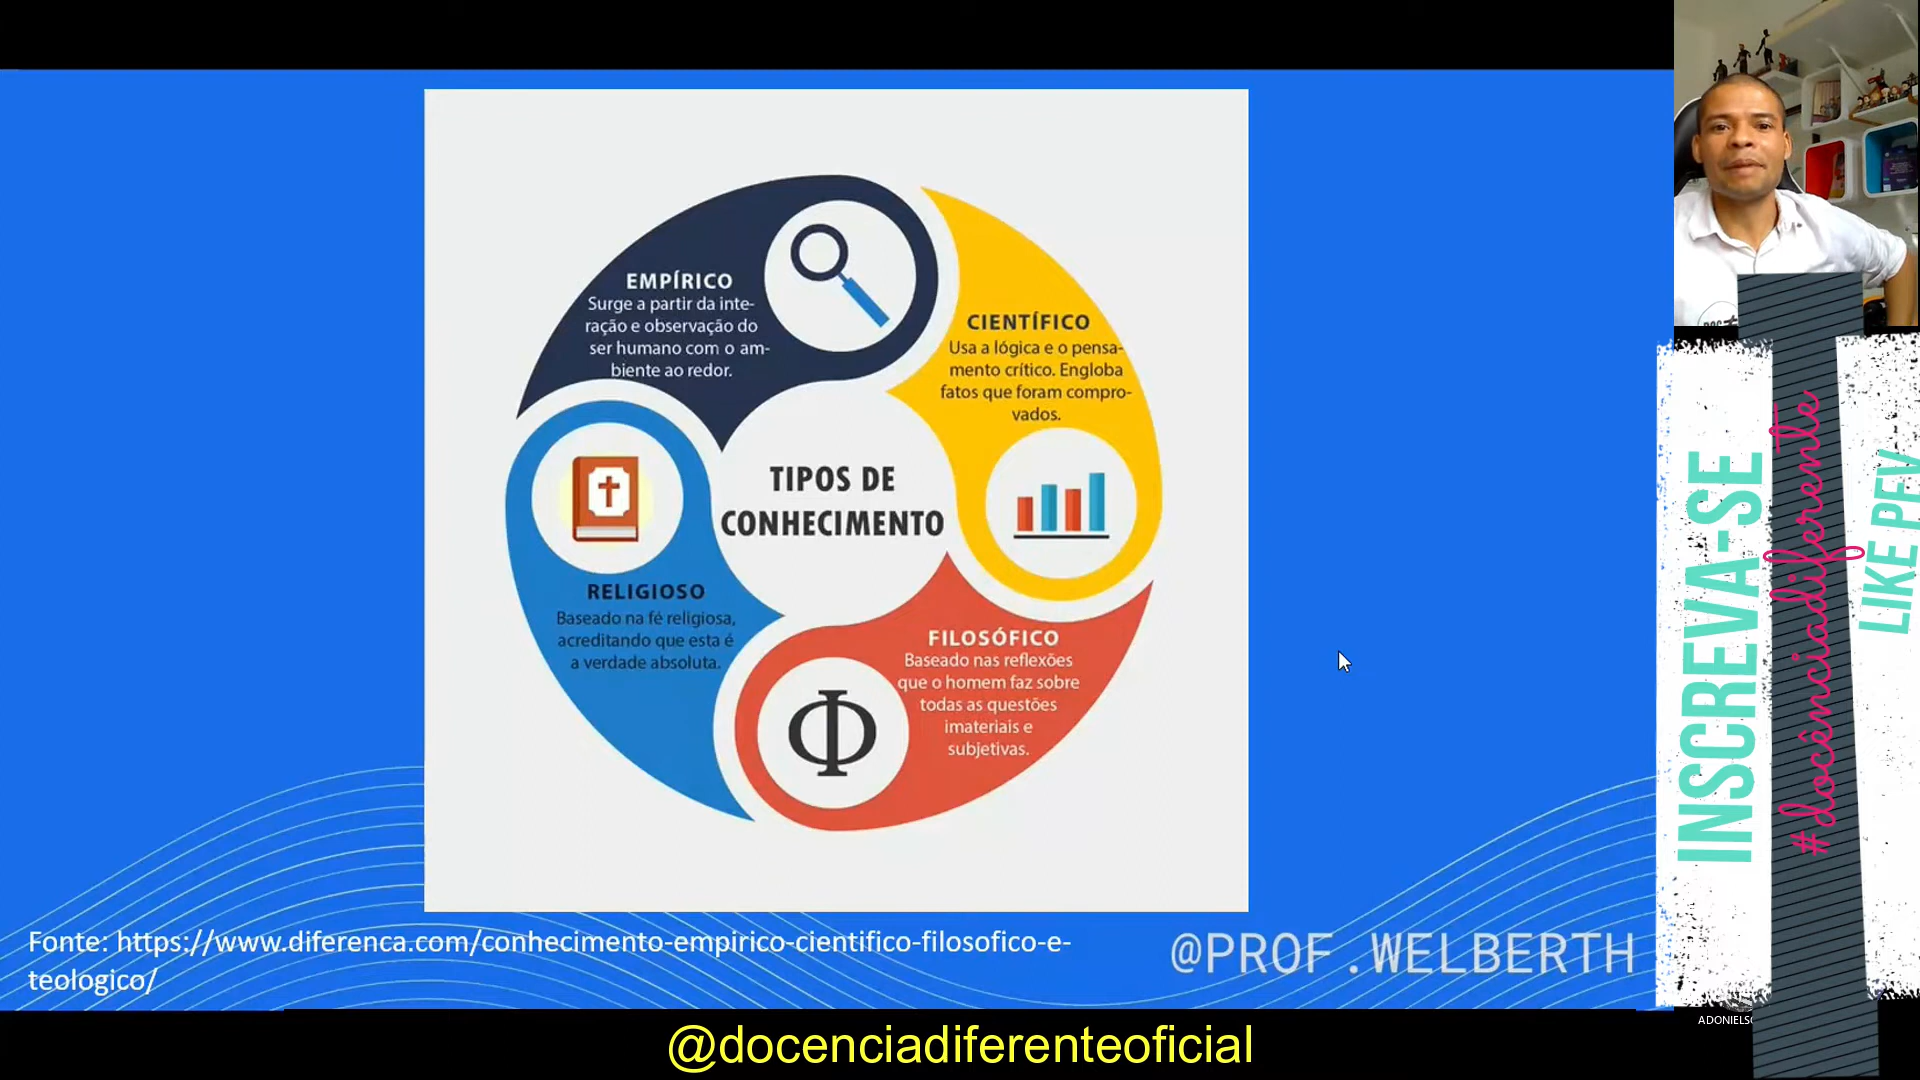 EMPÍRICO
Surge a partir da inte-
ração e observação do
ser humano com o am-
biente ao redor.
CIENTÍFICO
Usa a lógica e o pensa-
mento crítico. Engloba
fatos que foram compro-
vados.
TIPOS DE
CONHECIMENTO
RELIGIOSO
Baseado na fé religiosa,
acreditando que esta é
a verdade absoluta.
FILOSÓFICO
Baseado nas reflexões
que o homem faz sobre
todas as questões
imateriais e
subjetivas.
Φ
Fonte: https://www.diferenca.com/conhecimento-empirico-cientifico-filosofico-e-
teologico/
@PROF.WELBERTH
INSCREVA-SE
#docênciadiferente
LIKE PFV
@docenciadiferenteoficial